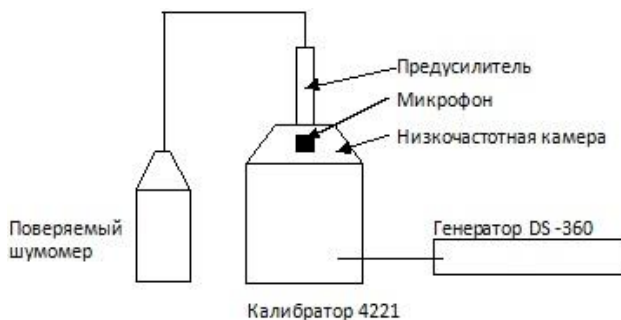 Предусилитель
Микрофон
Низкочастотная камера
Поверяемый
шумомер
Генератор DS -360
Калибратор 4221